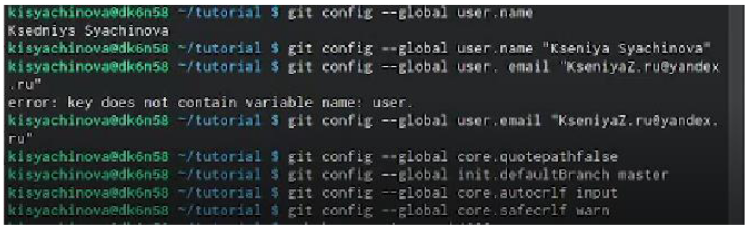 kisyachinova@dk6n58 ~/tutorial $ git config --global user.name
Ksedniys Syachinova
kisyachinova@dk6n58 ~/tutorial $ git config --global user.name "Kseniya Syachinova"
kisyachinova@dk6n58 ~/tutorial $ git config --global user. email "KseniyaZ.ru@yandex
.ru"
error: key does not contain variable name: user.
kisyachinova@dk6n58 ~/tutorial $ git config --global user.email "KseniyaZ.ru@yandex.
ru"
kisyachinova@dk6n58 ~/tutorial $ git config --global core.quotepathfalse
kisyachinova@dk6n58 ~/tutorial $ git config --global init.defaultBranch master
kisyachinova@dk6n58 ~/tutorial $ git config --global core.autocrlf input
kisyachinova@dk6n58 ~/tutorial $ git config --global core.safecrlf warn